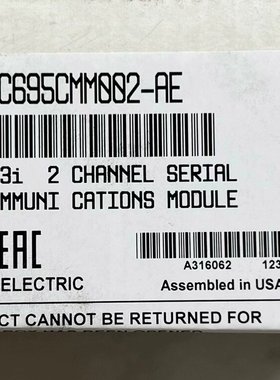 C695CMM002-AE
3i 2 CHANNEL SERIAL
MMUNI CATIONS MODULE
EAC
A316062 123
ELECTRIC Assembled in USA
CT CANNOT BE RETURNED FOR